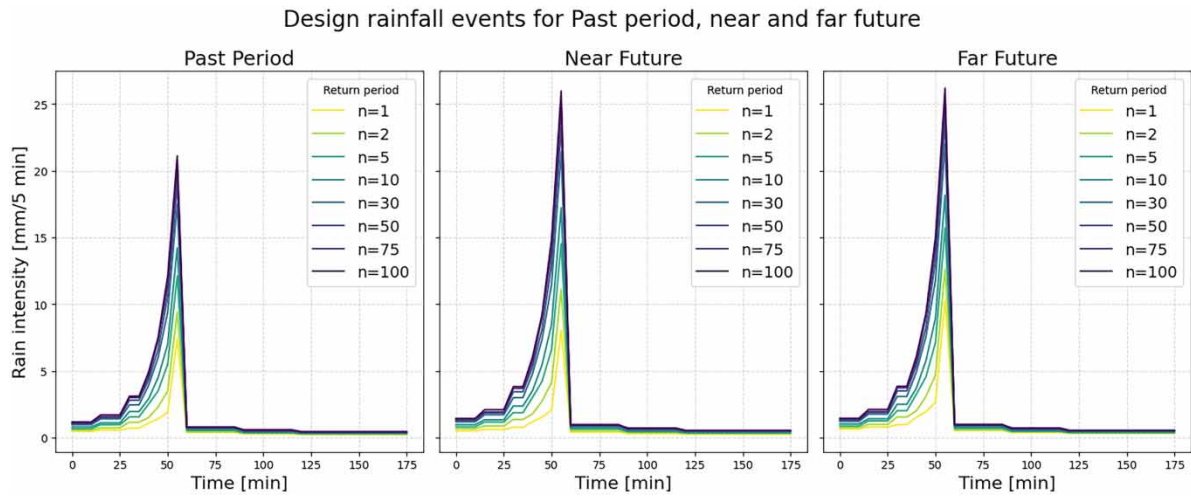 Design rainfall events for Past period, near and far future
Past Period
Near Future
Far Future
Rain intensity [mm/5 min]
25
20
15
10
5
0
Return period
n=1
n=2
n=5
n=10
n=30
n=50
n=75
n=100
Return period
n=1
n=2
n=5
n=10
n=30
n=50
n=75
n=100
Return period
n=1
n=2
n=5
n=10
n=30
n=50
n=75
n=100
0 25 50 75 100 125 150 175
0 25 50 75 100 125 150 175
0 25 50 75 100 125 150 175
Time [min]
Time [min]
Time [min]